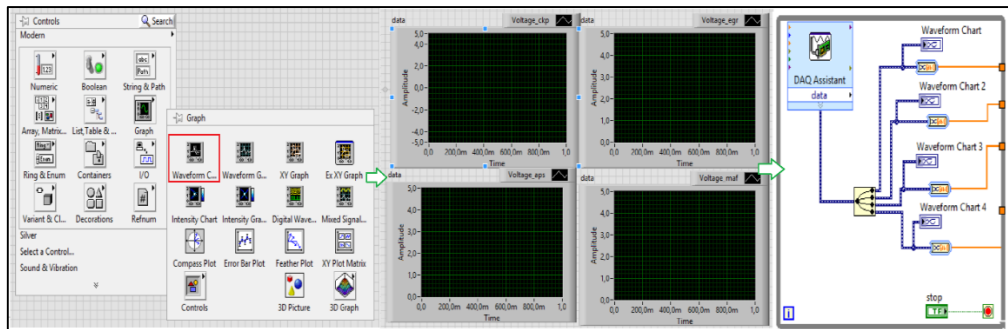 Controls
Search
Modern
Numeric
Boolean
String & Path
Array, Matrix...
List, Table & ...
Graph
Ring & Enum
Containers
I/O
Variant & Cl...
Decorations
Refnum
Silver
Select a Control...
Sound & Vibration
Graph
Waveform C...
Waveform G...
XY Graph
Ex XY Graph
Intensity Chart
Intensity Gra...
Digital Wave...
Mixed Signal...
Compass Plot
Error Bar Plot
Feather Plot
XY Plot Matrix
Controls
3D Picture
3D Graph
data
Voltage_ckp
Amplitude
5,0
4,0
2,0
0,0
-2,0
-4,0
-5,0
0,0 200,0m 400,0m 600,0m 800,0m 1,0
Time
data
Voltage_egr
Amplitude
5,0
4,0
3,0
2,0
1,0
0,0
0,0 200,0m 400,0m 600,0m 800,0m 1,0
Time
data
Voltage_aps
Amplitude
5,0
4,0
3,0
2,0
1,0
0,0
0,0 200,0m 400,0m 600,0m 800,0m 1,0
Time
data
Voltage_maf
Amplitude
5,0
4,0
3,0
2,0
1,0
0,0
0,0 200,0m 400,0m 600,0m 800,0m 1,0
Time
DAQ Assistant
data
Waveform Chart
Waveform Chart 2
Waveform Chart 3
Waveform Chart 4
stop
TF
i